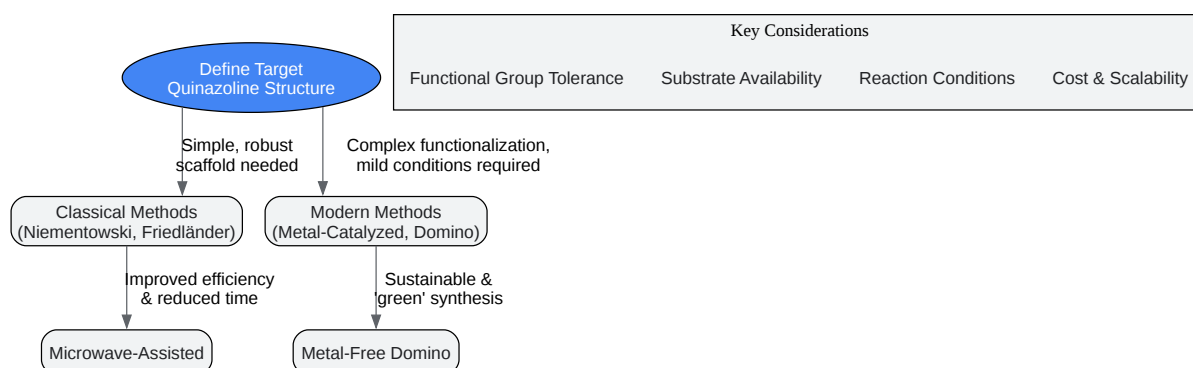 Key Considerations
Define Target
Quinazoline Structure
Functional Group Tolerance
Substrate Availability
Reaction Conditions
Cost & Scalability
Simple, robust
scaffold needed
Complex functionalization,
mild conditions required
Classical Methods
(Niementowski, Friedländer)
Modern Methods
(Metal-Catalyzed, Domino)
Improved efficiency
& reduced time
Sustainable &
'green' synthesis
Microwave-Assisted
Metal-Free Domino